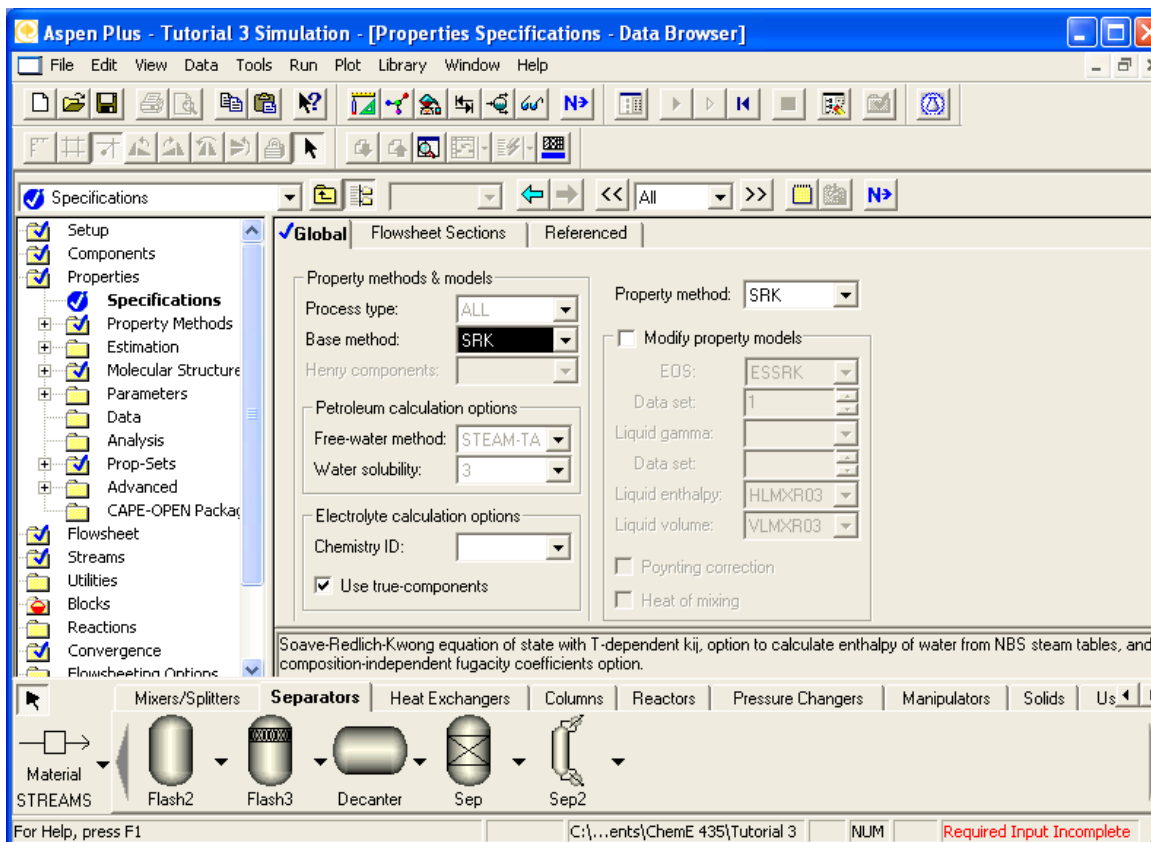 Aspen Plus - Tutorial 3 Simulation - [Properties Specifications - Data Browser]
File Edit View Data Tools Run Plot Library Window Help
N→
Specifications
<< All >>
N→
Setup
Components
Properties
Specifications
Property Methods
Estimation
Molecular Structure
Parameters
Data
Analysis
Prop-Sets
Advanced
CAPE-OPEN Packag
Flowsheet
Streams
Utilities
Blocks
Reactions
Convergence
Flowsheeting Options
Global Flowsheet Sections Referenced
Property methods & models
Process type: ALL
Base method: SRK
Henry components:
Petroleum calculation options
Free-water method: STEAM-TA
Water solubility: 3
Electrolyte calculation options
Chemistry ID:
Use true-components
Property method: SRK
Modify property models
EOS: ESSRK
Data set: 1
Liquid gamma:
Data set:
Liquid enthalpy: HLMXR03
Liquid volume: VLMXR03
Poynting correction
Heat of mixing
Soave-Redlich-Kwong equation of state with T-dependent kij, option to calculate enthalpy of water from NBS steam tables, and
composition-independent fugacity coefficients option.
Mixers/Splitters Separators Heat Exchangers Columns Reactors Pressure Changers Manipulators Solids Us
Material
STREAMS Flash2 Flash3 Decanter Sep Sep2
For Help, press F1 C:\...ents\ChemE 435\Tutorial 3 NUM Required Input Incomplete